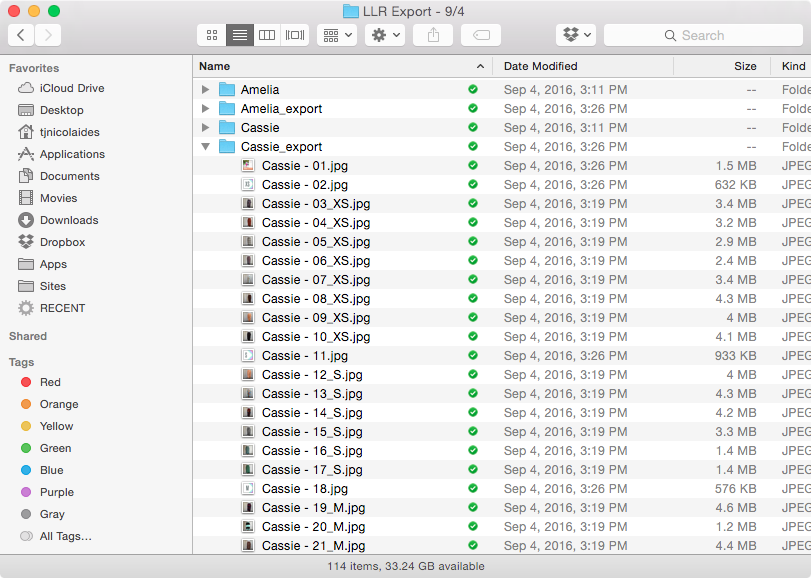 LLR Export - 9/4
Search
Favorites
iCloud Drive
Desktop
tjnicolaides
Applications
Documents
Movies
Downloads
Dropbox
Apps
Sites
RECENT
Shared
Tags
Red
Orange
Yellow
Green
Blue
Purple
Gray
All Tags...
Name Date Modified Size Kind
Amelia Sep 4, 2016, 3:11 PM -- Folde
Amelia_export Sep 4, 2016, 3:26 PM -- Folde
Cassie Sep 4, 2016, 3:11 PM -- Folde
Cassie_export Sep 4, 2016, 3:26 PM -- Folde
Cassie - 01.jpg Sep 4, 2016, 3:26 PM 1.5 MB JPEG
Cassie - 02.jpg Sep 4, 2016, 3:26 PM 632 KB JPEG
Cassie - 03_XS.jpg Sep 4, 2016, 3:19 PM 3.4 MB JPEG
Cassie - 04_XS.jpg Sep 4, 2016, 3:19 PM 3.2 MB JPEG
Cassie - 05_XS.jpg Sep 4, 2016, 3:19 PM 2.9 MB JPEG
Cassie - 06_XS.jpg Sep 4, 2016, 3:19 PM 2.4 MB JPEG
Cassie - 07_XS.jpg Sep 4, 2016, 3:19 PM 3.4 MB JPEG
Cassie - 08_XS.jpg Sep 4, 2016, 3:19 PM 4.3 MB JPEG
Cassie - 09_XS.jpg Sep 4, 2016, 3:19 PM 4 MB JPEG
Cassie - 10_XS.jpg Sep 4, 2016, 3:19 PM 4.1 MB JPEG
Cassie - 11.jpg Sep 4, 2016, 3:26 PM 933 KB JPEG
Cassie - 12_S.jpg Sep 4, 2016, 3:19 PM 4 MB JPEG
Cassie - 13_S.jpg Sep 4, 2016, 3:19 PM 4.3 MB JPEG
Cassie - 14_S.jpg Sep 4, 2016, 3:19 PM 4.2 MB JPEG
Cassie - 15_S.jpg Sep 4, 2016, 3:19 PM 3.3 MB JPEG
Cassie - 16_S.jpg Sep 4, 2016, 3:19 PM 1.4 MB JPEG
Cassie - 17_S.jpg Sep 4, 2016, 3:19 PM 1.4 MB JPEG
Cassie - 18.jpg Sep 4, 2016, 3:26 PM 576 KB JPEG
Cassie - 19_M.jpg Sep 4, 2016, 3:19 PM 4.6 MB JPEG
Cassie - 20_M.jpg Sep 4, 2016, 3:19 PM 1.2 MB JPEG
Cassie - 21_M.jpg Sep 4, 2016, 3:19 PM 4.4 MB JPEG
114 items, 33.24 GB available